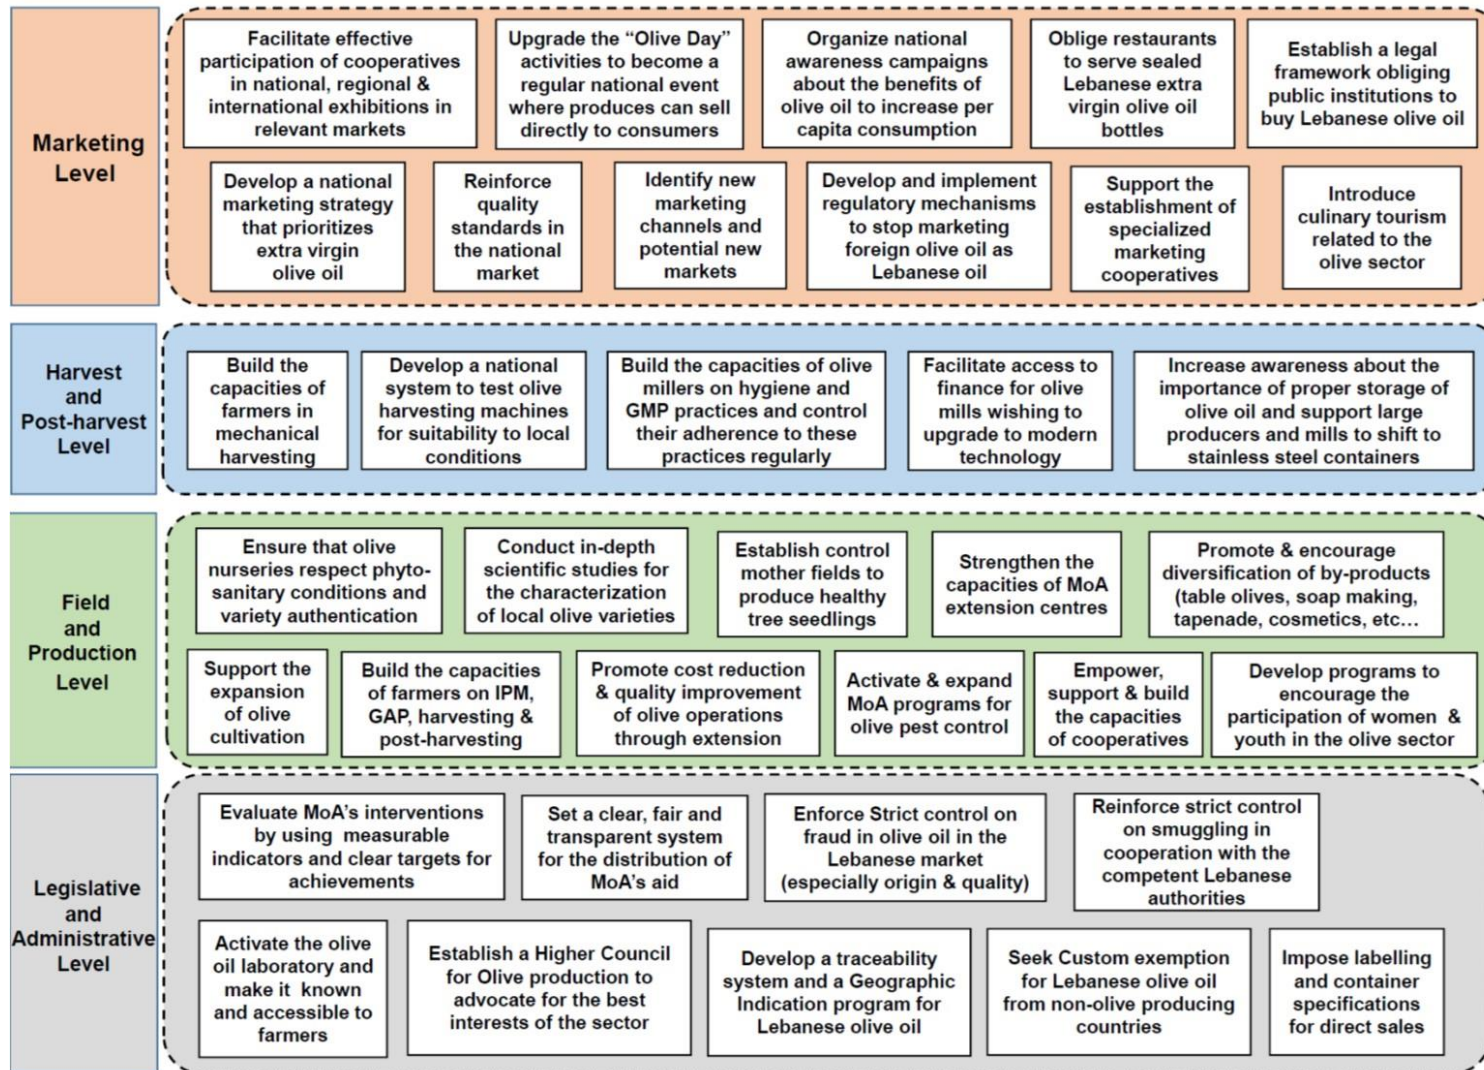 Marketing
Level
Facilitate effective
participation of cooperatives
in national, regional &
international exhibitions in
relevant markets
Upgrade the “Olive Day”
activities to become a
regular national event
where produces can sell
directly to consumers
Organize national
awareness campaigns
about the benefits of
olive oil to increase per
capita consumption
Oblige restaurants
to serve sealed
Lebanese extra
virgin olive oil
bottles
Establish a legal
framework obliging
public institutions to
buy Lebanese olive oil
Develop a national
marketing strategy
that prioritizes
extra virgin
olive oil
Reinforce
quality
standards in
the national
market
Identify new
marketing
channels and
potential new
markets
Develop and implement
regulatory mechanisms
to stop marketing
foreign olive oil as
Lebanese oil
Support the
establishment of
specialized
marketing
cooperatives
Introduce
culinary tourism
related to the
olive sector
Harvest
and
Post-harvest
Level
Build the
capacities of
farmers in
mechanical
harvesting
Develop a national
system to test olive
harvesting machines
for suitability to local
conditions
Build the capacities of olive
millers on hygiene and
GMP practices and control
their adherence to these
practices regularly
Facilitate access to
finance for olive
mills wishing to
upgrade to modern
technology
Increase awareness about the
importance of proper storage of
olive oil and support large
producers and mills to shift to
stainless steel containers
Field
and
Production
Level
Ensure that olive
nurseries respect phyto-
sanitary conditions and
variety authentication
Conduct in-depth
scientific studies for
the characterization
of local olive varieties
Establish control
mother fields to
produce healthy
tree seedlings
Strengthen the
capacities of MoA
extension centres
Promote & encourage
diversification of by-products
(table olives, soap making,
tapenade, cosmetics, etc…
Support the
expansion
of olive
cultivation
Build the capacities
of farmers on IPM,
GAP, harvesting &
post-harvesting
Promote cost reduction
& quality improvement
of olive operations
through extension
Activate & expand
MoA programs for
olive pest control
Empower,
support & build
the capacities
of cooperatives
Develop programs to
encourage the
participation of women &
youth in the olive sector
Legislative
and
Administrative
Level
Evaluate MoA’s interventions
by using measurable
indicators and clear targets for
achievements
Set a clear, fair and
transparent system
for the distribution of
MoA’s aid
Enforce Strict control on
fraud in olive oil in the
Lebanese market
(especially origin & quality)
Reinforce strict control
on smuggling in
cooperation with the
competent Lebanese
authorities
Activate the olive
oil laboratory and
make it known
and accessible to
farmers
Establish a Higher Council
for Olive production to
advocate for the best
interests of the sector
Develop a traceability
system and a Geographic
Indication program for
Lebanese olive oil
Seek Custom exemption
for Lebanese olive oil
from non-olive producing
countries
Impose labelling
and container
specifications
for direct sales